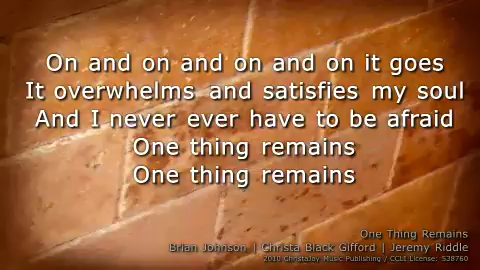 On and on and on and on it goes
It overwhelms and satisfies my soul
And I never ever have to be afraid
One thing remains
One thing remains
One Thing Remains
Brian Johnson | Christa Black Gifford | Jeremy Riddle
2010 ChristaJoy Music Publishing / CCLI License: 538760